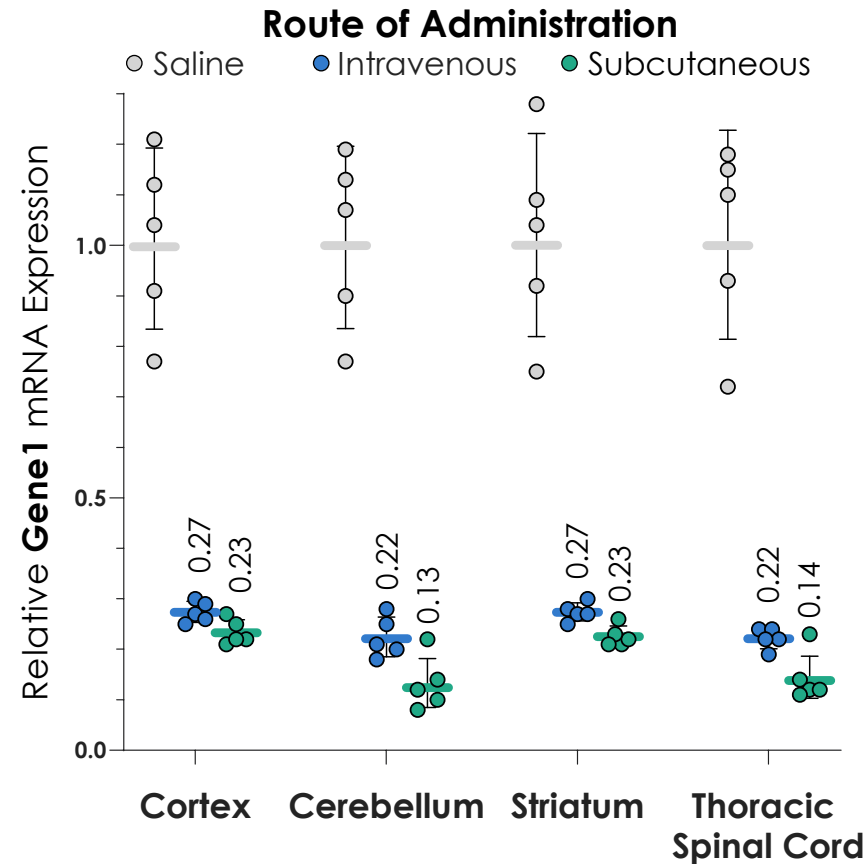 Route of Administration
Saline Intravenous Subcutaneous
Relative Gene1 mRNA Expression
1.0
0.5
0.0
0.27
0.23
0.22
0.13
0.27
0.23
0.22
0.14
Cortex Cerebellum Striatum Thoracic
Spinal Cord